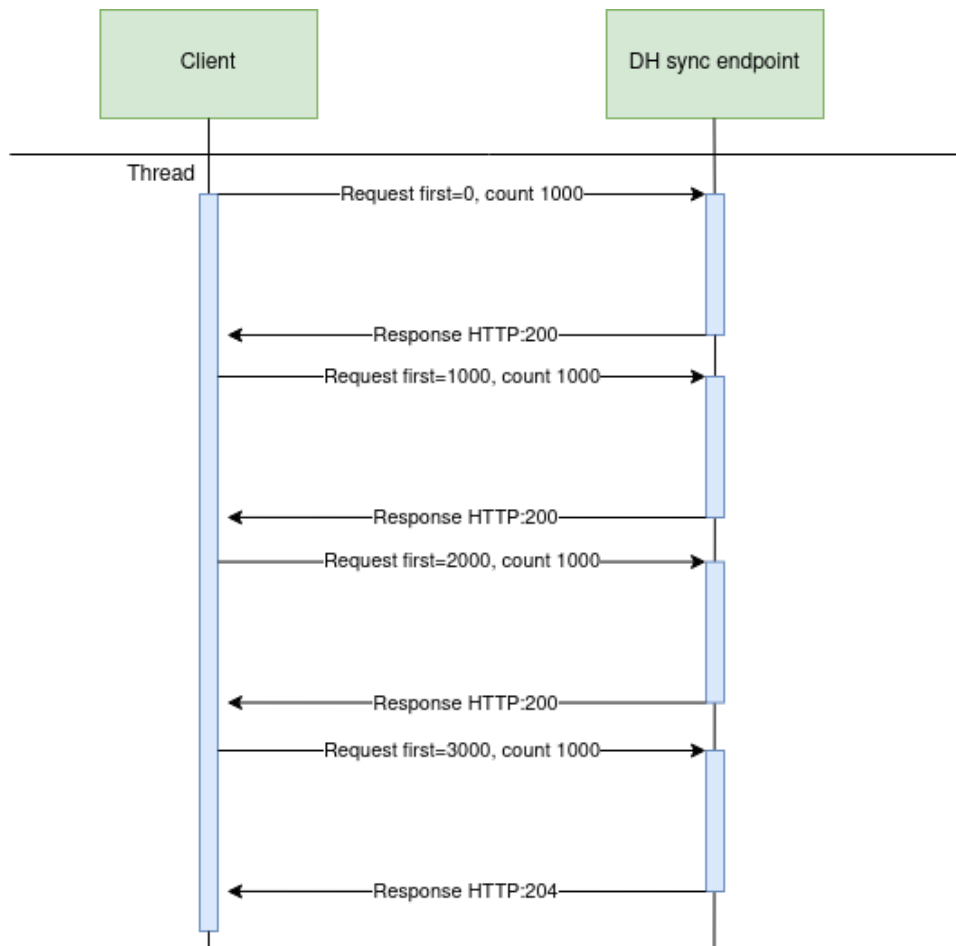 Client
DH sync endpoint
Thread
Request first=0, count 1000
Response HTTP:200
Request first=1000, count 1000
Response HTTP:200
Request first=2000, count 1000
Response HTTP:200
Request first=3000, count 1000
Response HTTP:204